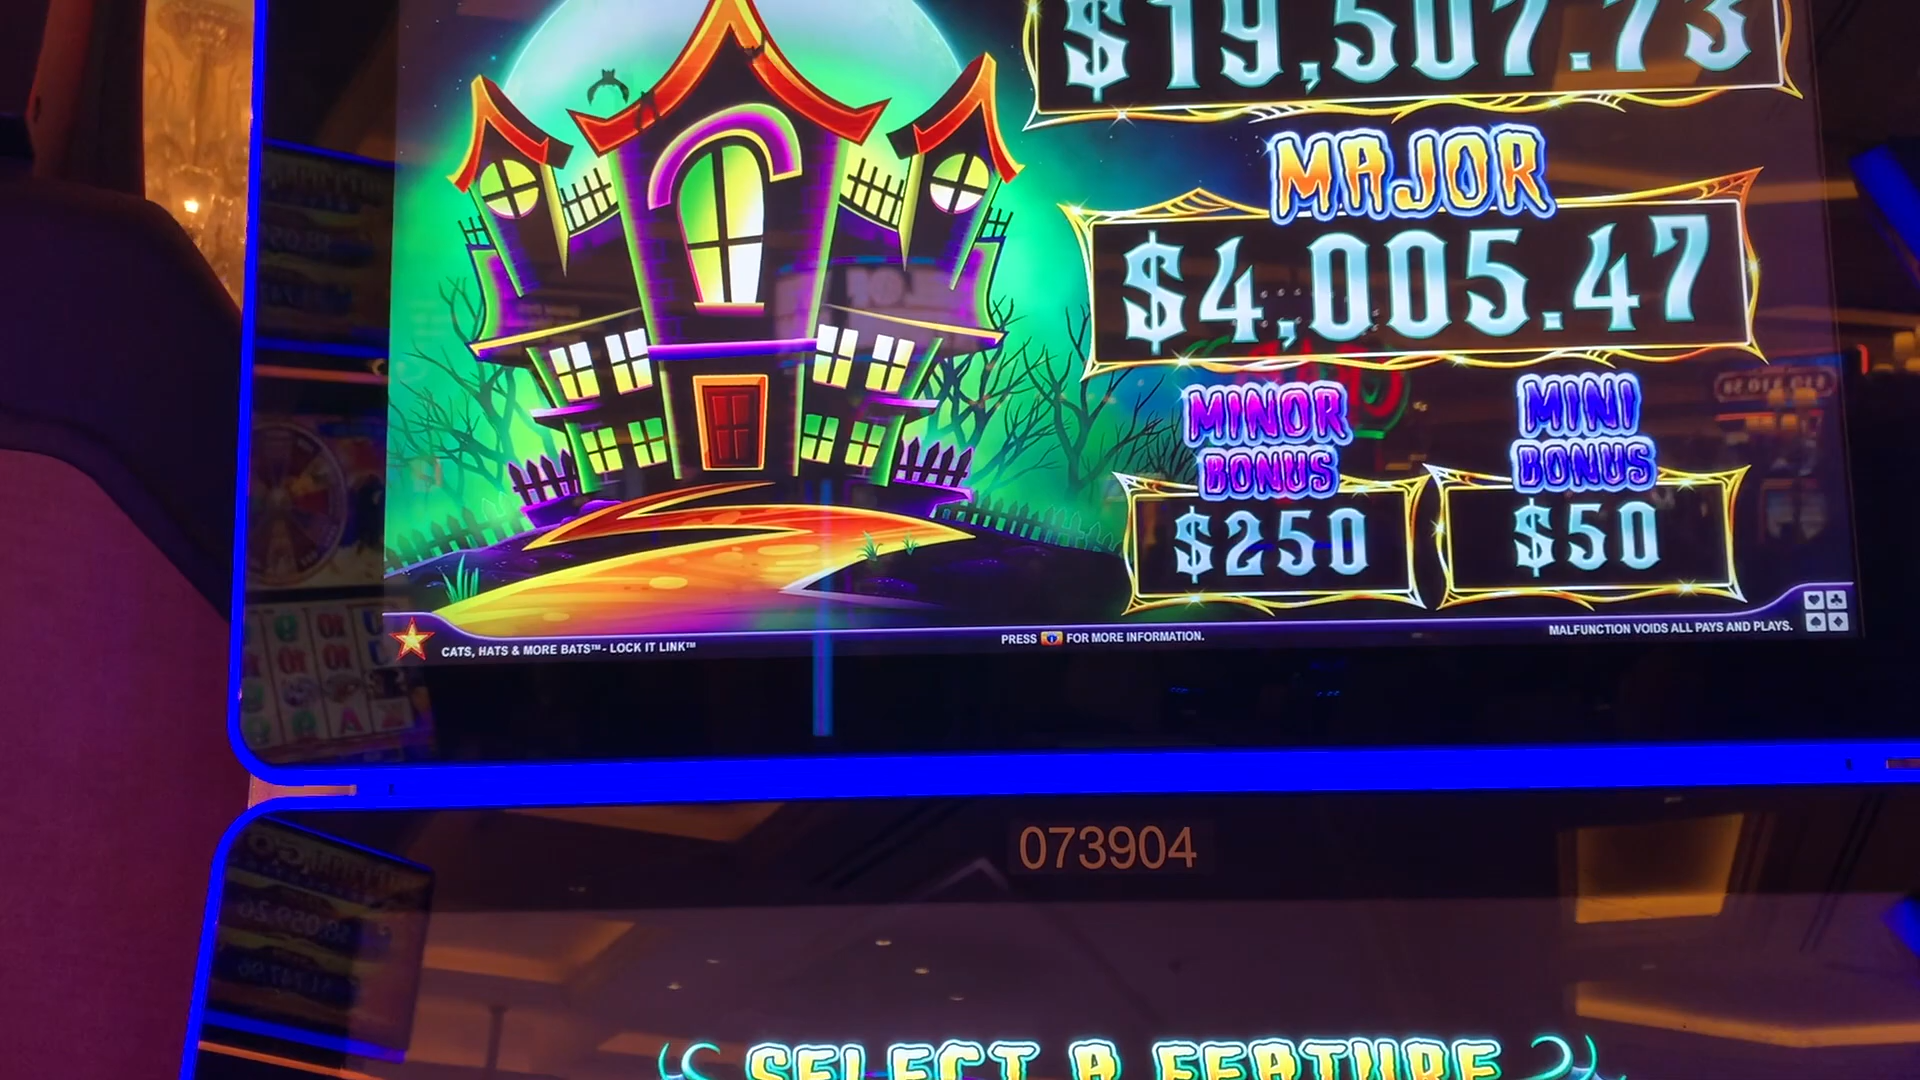 $19,507.73
MAJOR
$4,005.47
MINOR
BONUS
$250
MINI
BONUS
$50
CATS, HATS & MORE BATS™ - LOCK IT LINK™
PRESS FOR MORE INFORMATION.
MALFUNCTION VOIDS ALL PAYS AND PLAYS.
073904
SELECT A FEATURE